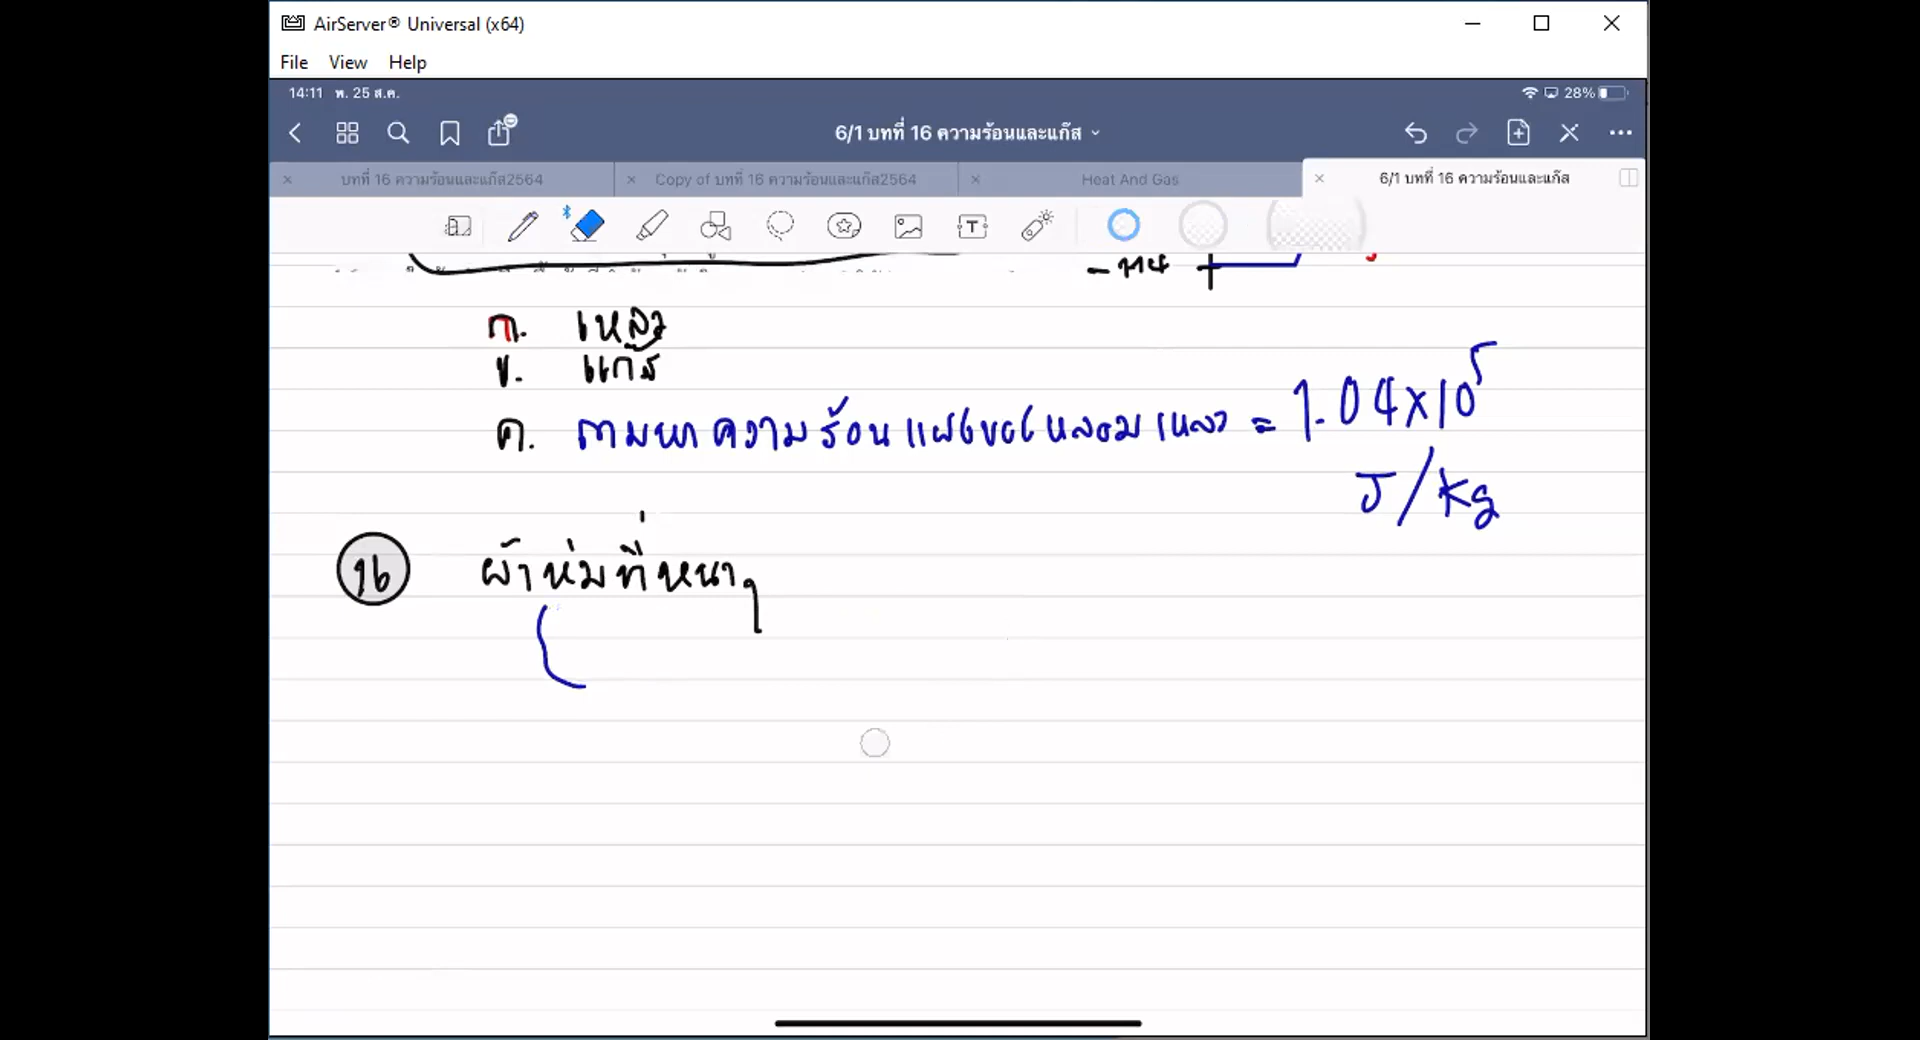 AirServer® Universal (x64)
File View Help
14:11 พ. 25 ส.ค. 28%
6/1 บทที่ 16 ความร้อนและแก๊ส
บทที่ 16 ความร้อนและแก๊ส2564 Copy of บทที่ 16 ความร้อนและแก๊ส2564 Heat And Gas 6/1 บทที่ 16 ความร้อนและแก๊ส
ก. เหลว
ข. แก๊ส
ค. ถามหา ความร้อนแฝงของหลอมเหลว = 1.04×10⁵
J/kg
16 ผ้าห่มที่หนาๆ